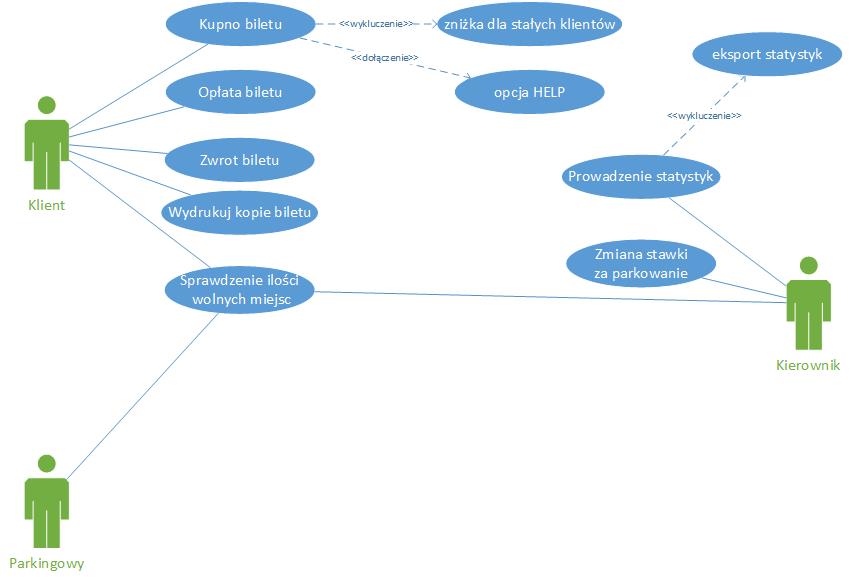 Kupno biletu
<<wykluczenie>>
zniżka dla stałych klientów
eksport statystyk
<<dołączenie>>
Opłata biletu
opcja HELP
<<wykluczenie>>
Zwrot biletu
Prowadzenie statystyk
Klient
Wydrukuj kopie biletu
Zmiana stawki
za parkowanie
Sprawdzenie ilości
wolnych miejsc
Kierownik
Parkingowy